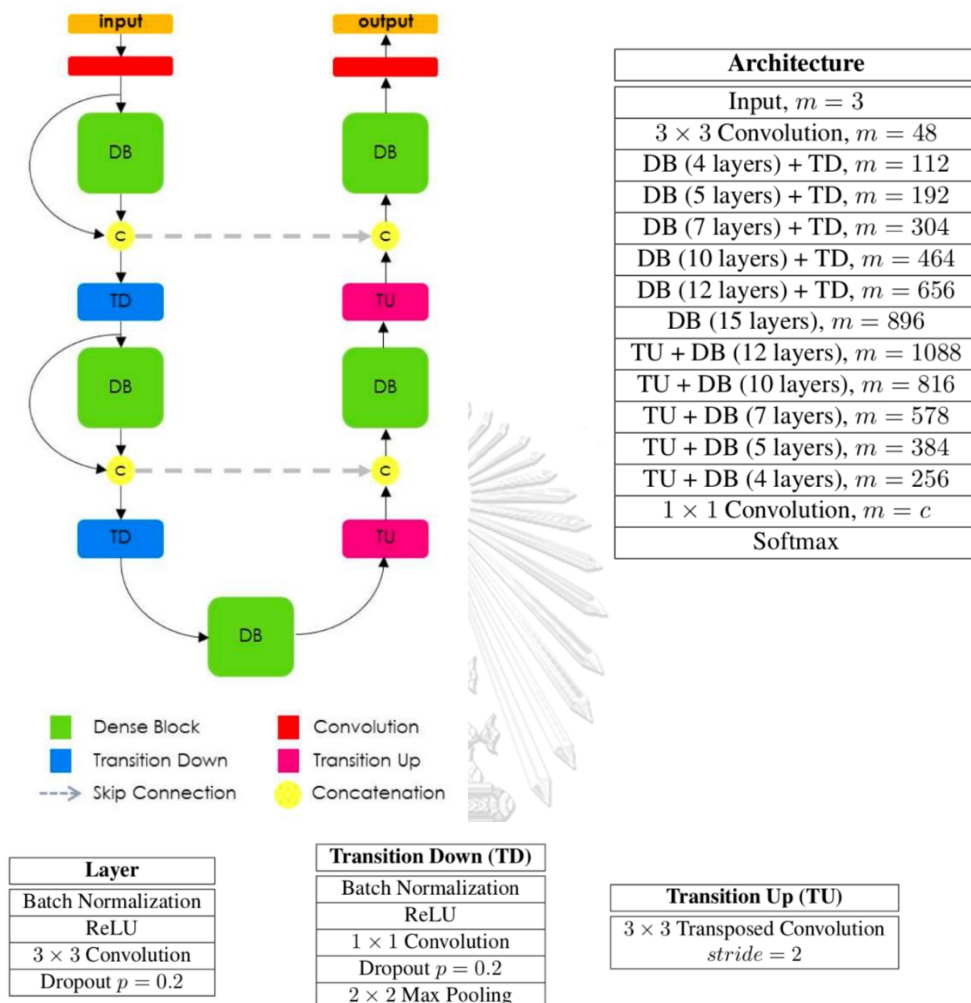 input
output
DB
DB
C
C
TD
TU
DB
DB
C
C
TD
TU
DB
Dense Block
Convolution
Transition Down
Transition Up
Skip Connection
Concatenation
Architecture
Input, m = 3
3 × 3 Convolution, m = 48
DB (4 layers) + TD, m = 112
DB (5 layers) + TD, m = 192
DB (7 layers) + TD, m = 304
DB (10 layers) + TD, m = 464
DB (12 layers) + TD, m = 656
DB (15 layers), m = 896
TU + DB (12 layers), m = 1088
TU + DB (10 layers), m = 816
TU + DB (7 layers), m = 578
TU + DB (5 layers), m = 384
TU + DB (4 layers), m = 256
1 × 1 Convolution, m = c
Softmax
Layer
Batch Normalization
ReLU
3 × 3 Convolution
Dropout p = 0.2
Transition Down (TD)
Batch Normalization
ReLU
1 × 1 Convolution
Dropout p = 0.2
2 × 2 Max Pooling
Transition Up (TU)
3 × 3 Transposed Convolution
stride = 2